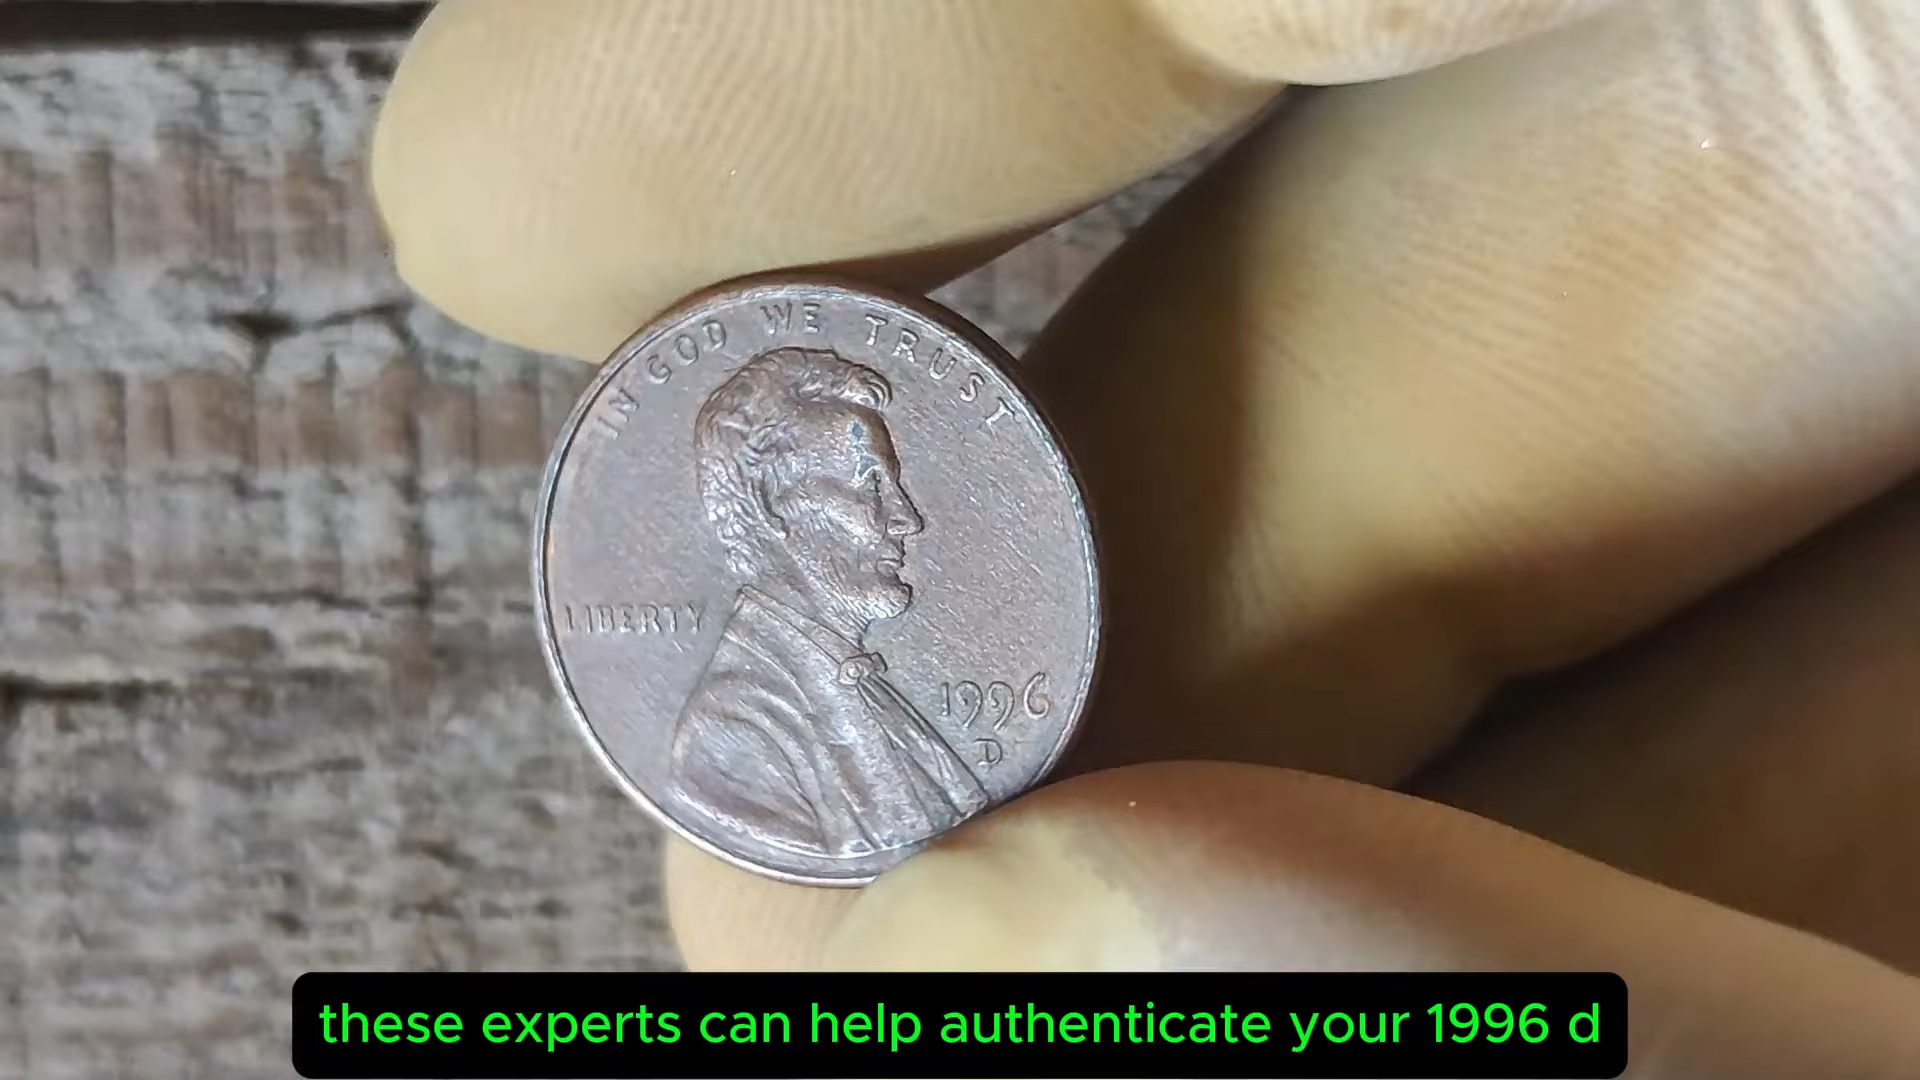 IN GOD WE TRUST
LIBERTY
1996
D
these experts can help authenticate your 1996 d